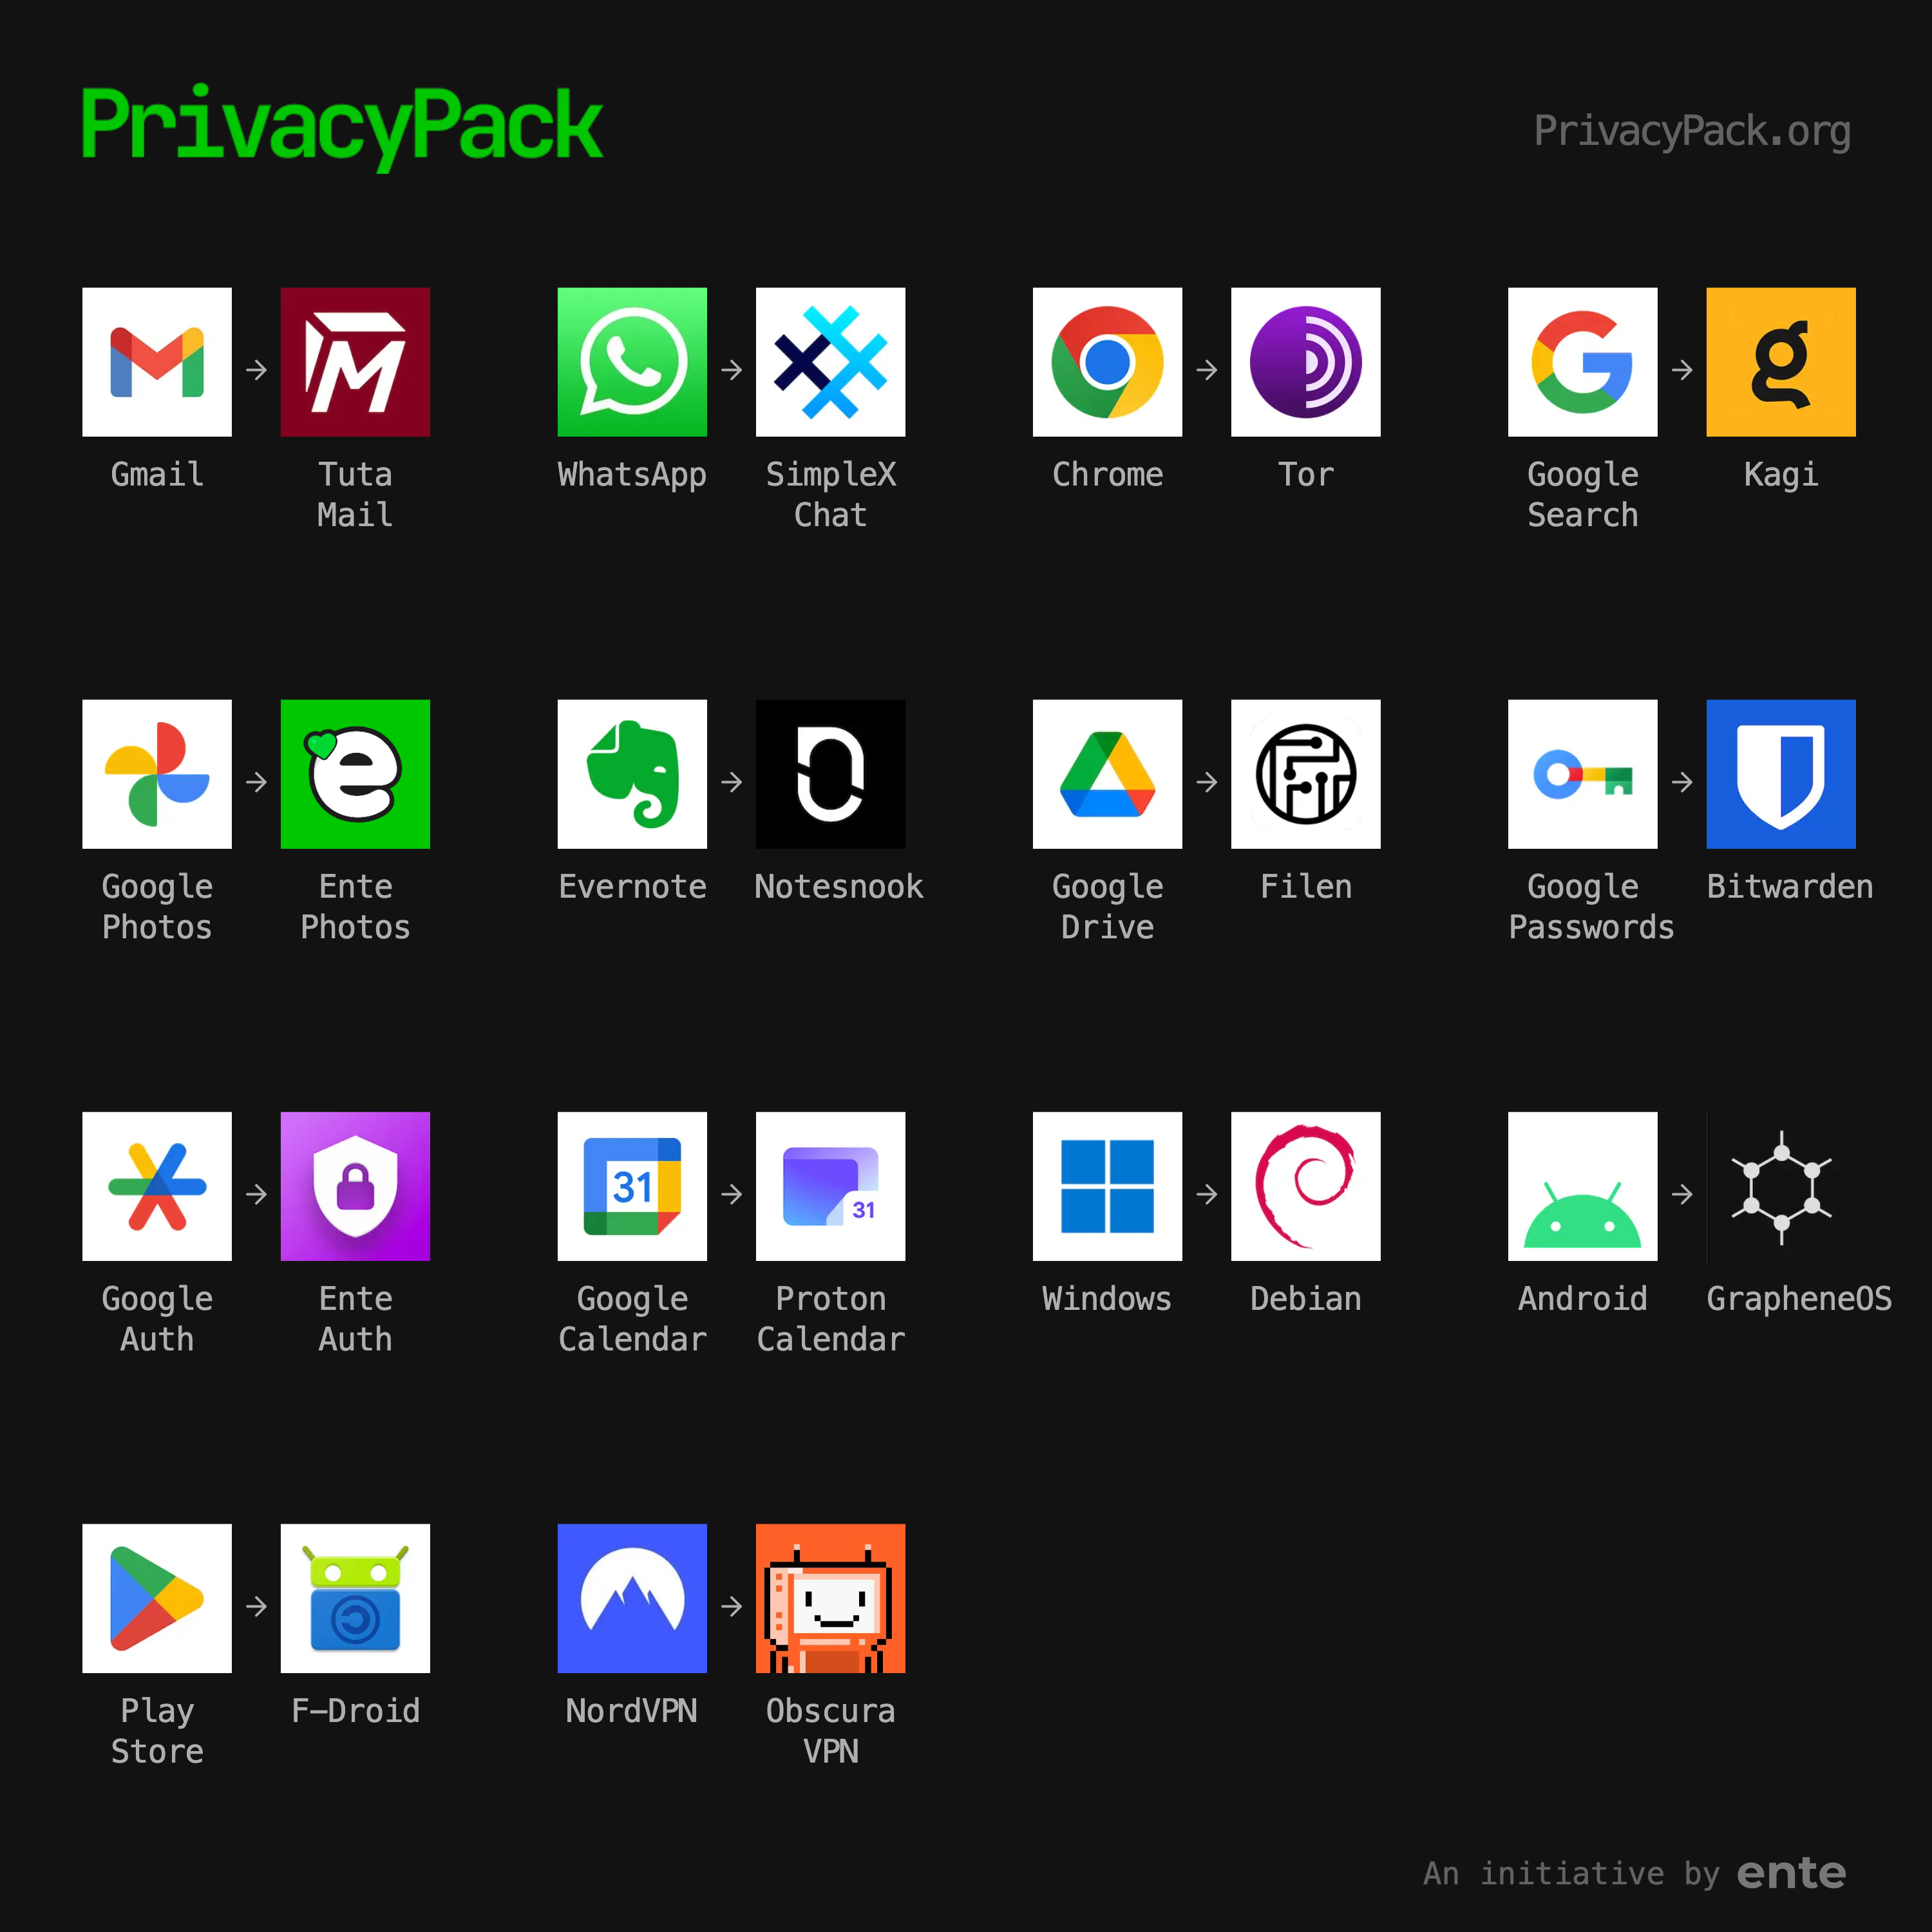 PrivacyPack
PrivacyPack.org
Gmail
Tuta
Mail
WhatsApp
SimpleX
Chat
Chrome
Tor
Google
Search
Kagi
Google
Photos
Ente
Photos
Evernote
Notesnook
Google
Drive
Filen
Google
Passwords
Bitwarden
31
31
Google
Auth
Ente
Auth
Google
Calendar
Proton
Calendar
Windows
Debian
Android
GrapheneOS
Play
Store
F-Droid
NordVPN
Obscura
VPN
An initiative by ente